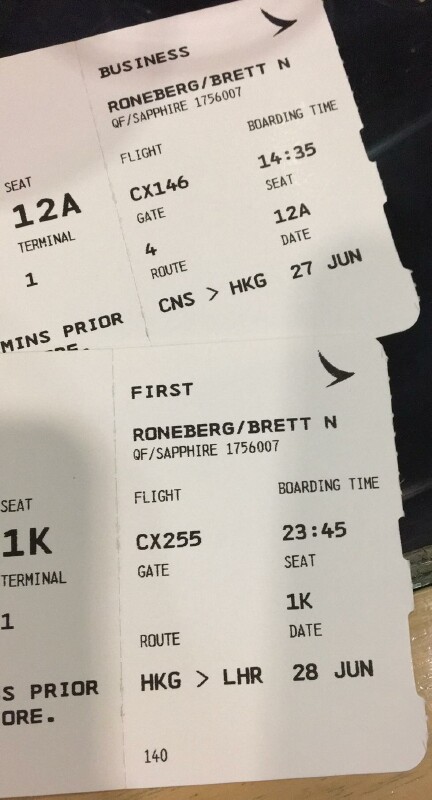 BUSINESS
RONEBERG/BRETT N
QF/SAPPHIRE 1756007
FLIGHT BOARDING TIME
CX146 14:35
GATE SEAT
4 12A
ROUTE DATE
CNS > HKG 27 JUN
SEAT
12A
TERMINAL
1
MINS PRIOR
FIRST
RONEBERG/BRETT N
QF/SAPPHIRE 1756007
FLIGHT BOARDING TIME
CX255 23:45
GATE SEAT
1K
ROUTE DATE
HKG > LHR 28 JUN
140
SEAT
1K
TERMINAL
1
S PRIOR
ORE.